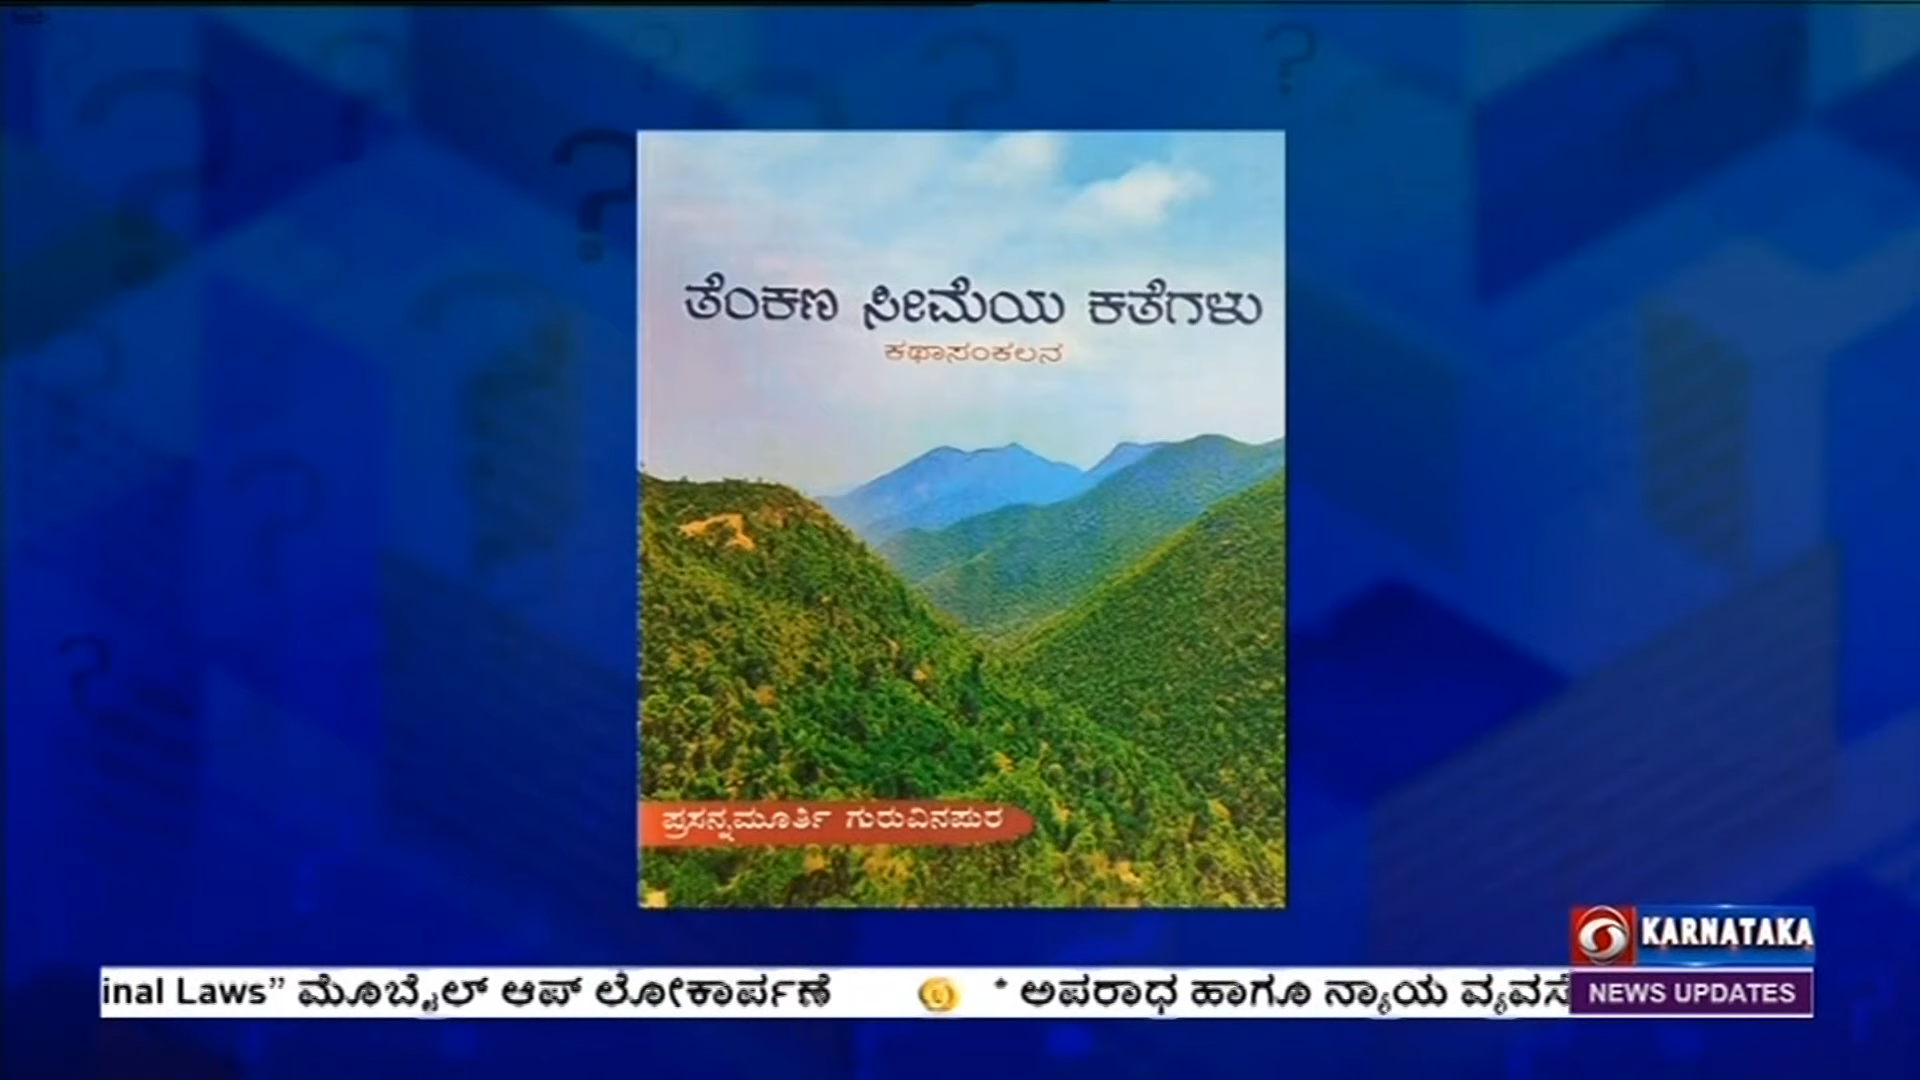 ತೆಂಕಣ ಸೀಮೆಯ ಕತೆಗಳು
ಕಥಾಸಂಕಲನ
ಪ್ರಸನ್ನಮೂರ್ತಿ ಗುರುವಿನಪುರ
KARNATAKA
inal Laws” ಮೊಬೈಲ್ ಆಪ್ ಲೋಕಾರ್ಪಣೆ * ಅಪರಾಧ ಹಾಗೂ ನ್ಯಾಯ ವ್ಯವಸೆ
NEWS UPDATES